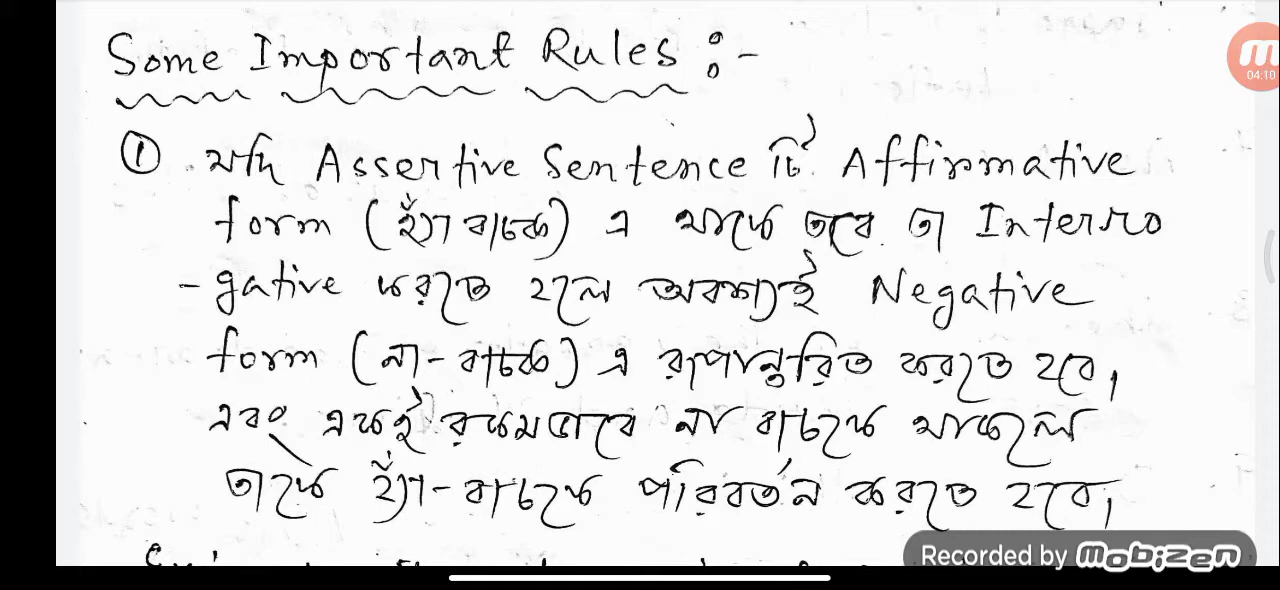 Some Important Rules :-
① যদি Assertive Sentence টি Affirmative
form (হ্যাঁ বাচক) এ থাকে তবে তা Interro
-gative করতে হলে অবশ্যই Negative
form (না-বাচক) এ রূপান্তরিত করতে হবে।
এবং একই রকমভাবে না বাচকে থাকলে
তাকে হ্যাঁ-বাচকে পরিবর্তন করতে হবে।
04:10
Recorded by Mobizen